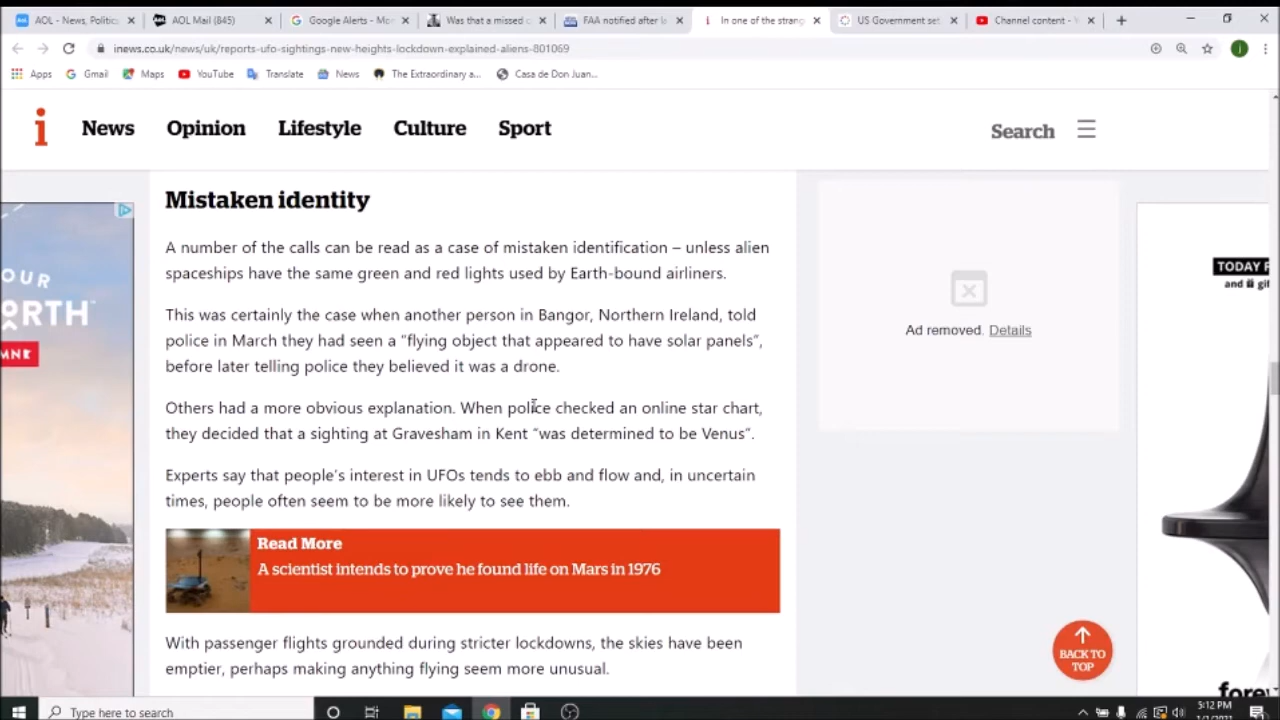 AOL - News, Politic
AOL Mail (845)
Google Alerts - Mor
Was that a missed c
FAA notified after la
In one of the strang
US Government set
Channel content - Y
inews.co.uk/news/uk/reports-ufo-sightings-new-heights-lockdown-explained-aliens-801069
Apps
Gmail
Maps
YouTube
Translate
News
The Extraordinary a...
Casa de Don Juan...
i
News
Opinion
Lifestyle
Culture
Sport
Search
Mistaken identity
A number of the calls can be read as a case of mistaken identification – unless alien
spaceships have the same green and red lights used by Earth-bound airliners.
This was certainly the case when another person in Bangor, Northern Ireland, told
police in March they had seen a “flying object that appeared to have solar panels”,
before later telling police they believed it was a drone.
Others had a more obvious explanation. When police checked an online star chart,
they decided that a sighting at Gravesham in Kent “was determined to be Venus”.
Experts say that people’s interest in UFOs tends to ebb and flow and, in uncertain
times, people often seem to be more likely to see them.
Read More
A scientist intends to prove he found life on Mars in 1976
With passenger flights grounded during stricter lockdowns, the skies have been
emptier, perhaps making anything flying seem more unusual.
OUR
ORTH
Ad removed. Details
TODAY
and
BACK TO
TOP
Type here to search
5:12 PM